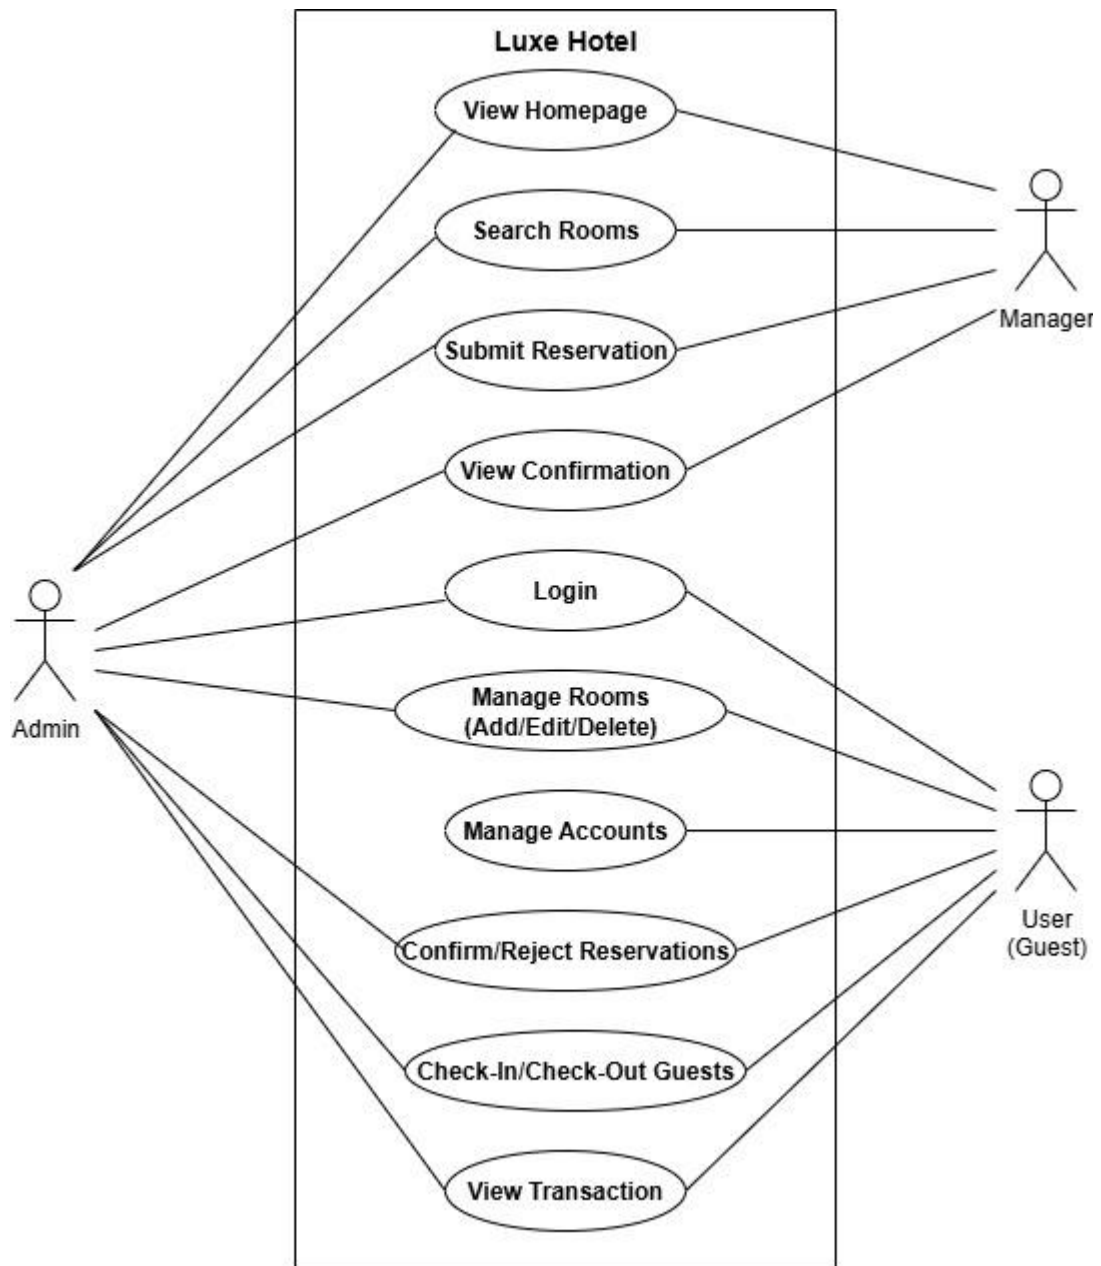 Luxe Hotel
View Homepage
Search Rooms
Manager
Submit Reservation
View Confirmation
Login
Admin
Manage Rooms
(Add/Edit/Delete)
Manage Accounts
User
(Guest)
Confirm/Reject Reservations
Check-In/Check-Out Guests
View Transaction